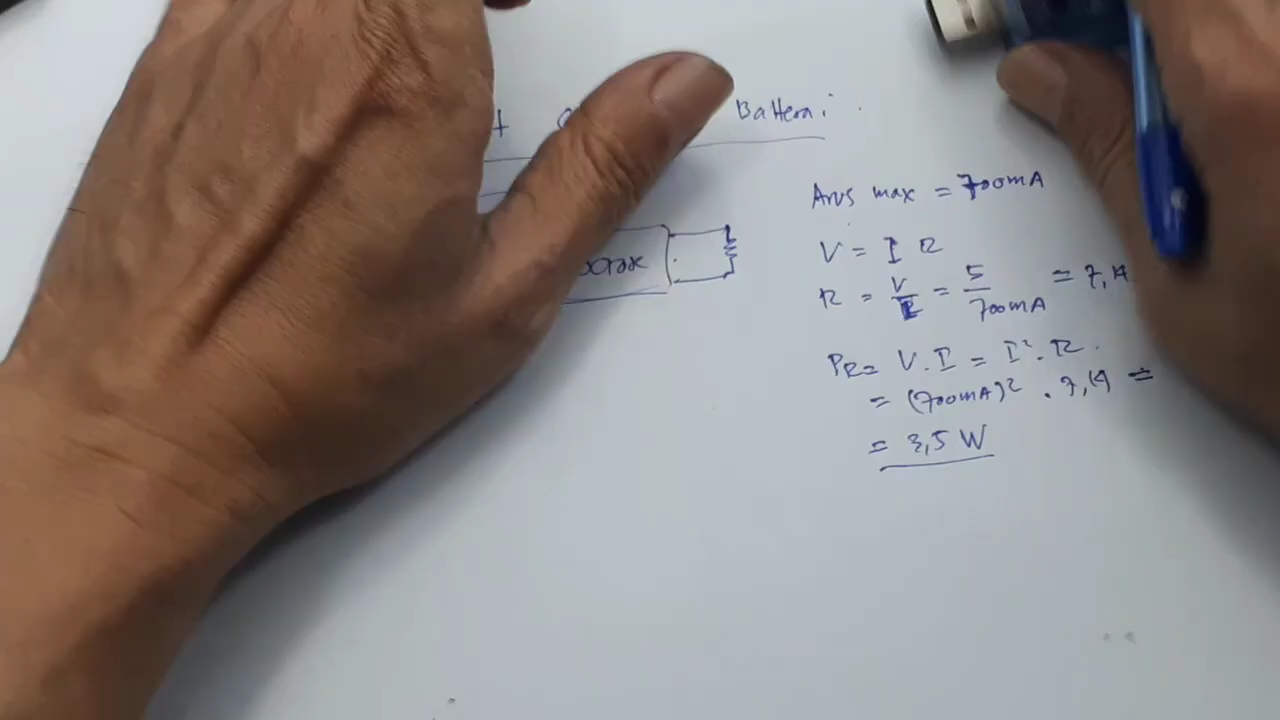 Batterai
Arus max = 700mA
V = I R
R = V/I = 5/700mA = 7,14
PR = V.I = I². R.
= (700mA)² . 7,14 =
= 3,5 W